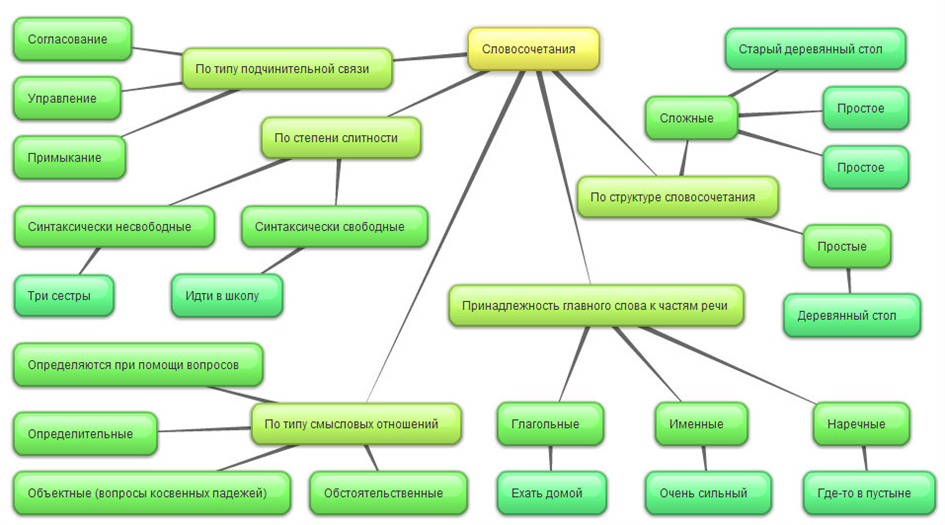 Словосочетания
По типу подчинительной связи
Согласование
Управление
Примыкание
По степени слитности
Синтаксически несвободные
Три сестры
Синтаксически свободные
Идти в школу
По структуре словосочетания
Сложные
Старый деревянный стол
Простое
Простое
Простые
Деревянный стол
Принадлежность главного слова к частям речи
Глагольные
Ехать домой
Именные
Очень сильный
Наречные
Где-то в пустыне
По типу смысловых отношений
Определяются при помощи вопросов
Определительные
Объектные (вопросы косвенных падежей)
Обстоятельственные